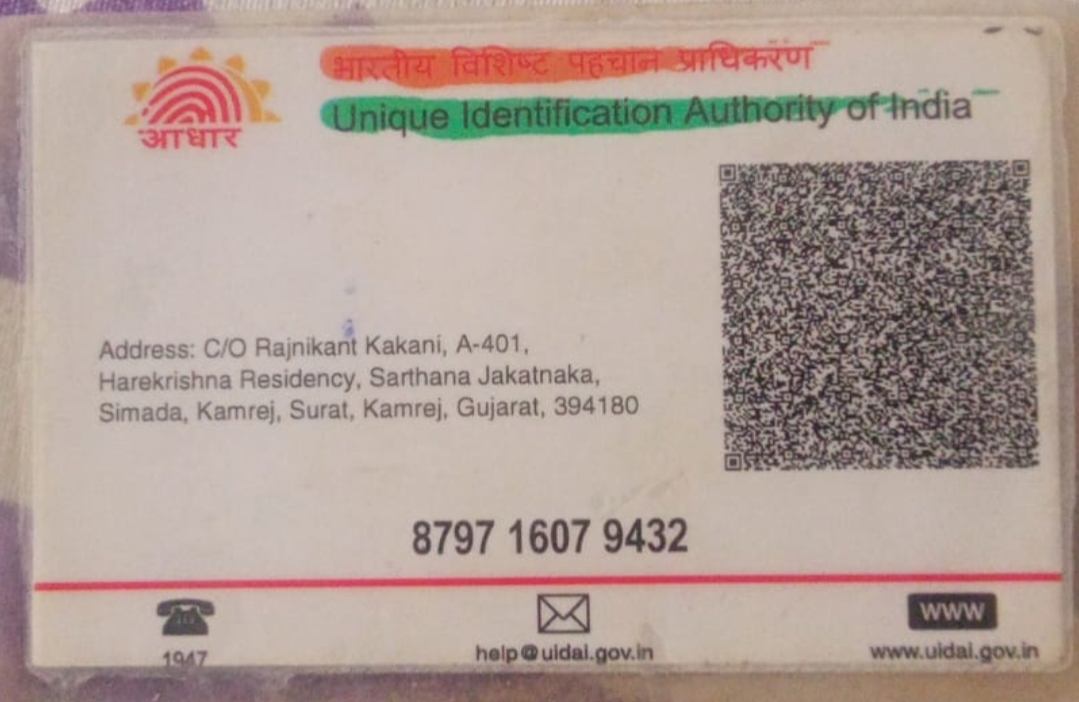 भारतीय विशिष्ट पहचान प्राधिकरण
Unique Identification Authority of India
आधार
Address: C/O Rajnikant Kakani, A-401,
Harekrishna Residency, Sarthana Jakatnaka,
Simada, Kamrej, Surat, Kamrej, Gujarat, 394180
8797 1607 9432
1947
help@uidai.gov.in
WWW
www.uidai.gov.in